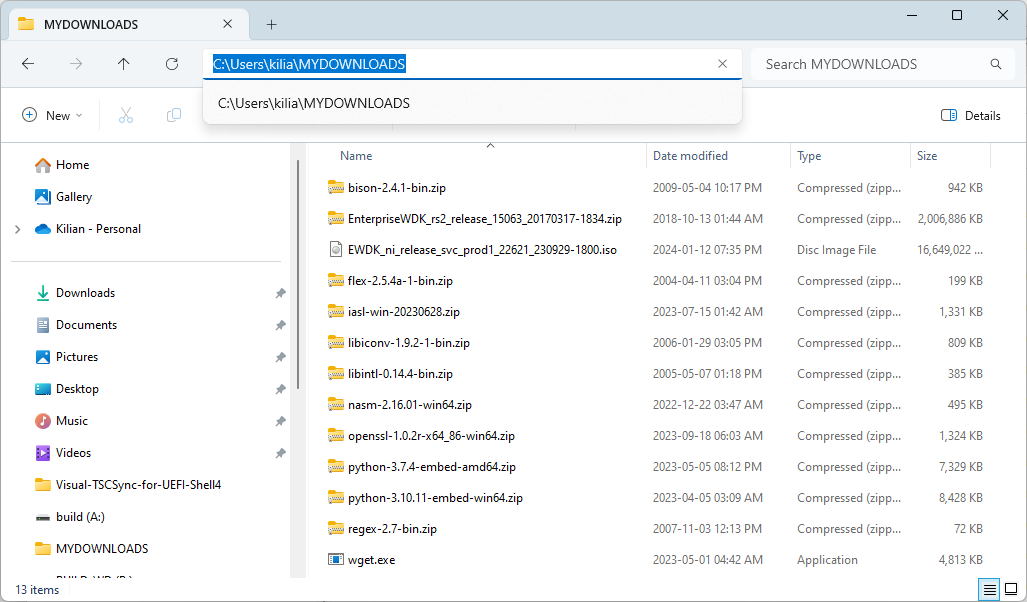 MYDOWNLOADS
C:\Users\kilia\MYDOWNLOADS
Search MYDOWNLOADS
C:\Users\kilia\MYDOWNLOADS
New
Details
Home
Gallery
Kilian - Personal
Downloads
Documents
Pictures
Desktop
Music
Videos
Visual-TSCSync-for-UEFI-Shell4
build (A:)
MYDOWNLOADS
Name Date modified Type Size
bison-2.4.1-bin.zip 2009-05-04 10:17 PM Compressed (zipp... 942 KB
EnterpriseWDK_rs2_release_15063_20170317-1834.zip 2018-10-13 01:44 AM Compressed (zipp... 2,006,886 KB
EWDK_ni_release_svc_prod1_22621_230929-1800.iso 2024-01-12 07:35 PM Disc Image File 16,649,022 ...
flex-2.5.4a-1-bin.zip 2004-04-11 03:04 PM Compressed (zipp... 199 KB
iasl-win-20230628.zip 2023-07-15 01:42 AM Compressed (zipp... 1,331 KB
libiconv-1.9.2-1-bin.zip 2006-01-29 03:05 PM Compressed (zipp... 809 KB
libintl-0.14.4-bin.zip 2005-05-07 01:18 PM Compressed (zipp... 385 KB
nasm-2.16.01-win64.zip 2022-12-22 03:47 AM Compressed (zipp... 495 KB
openssl-1.0.2r-x64_86-win64.zip 2023-09-18 06:03 AM Compressed (zipp... 1,324 KB
python-3.7.4-embed-amd64.zip 2023-05-05 08:12 PM Compressed (zipp... 7,329 KB
python-3.10.11-embed-win64.zip 2023-04-05 03:09 AM Compressed (zipp... 8,428 KB
regex-2.7-bin.zip 2007-11-03 12:13 PM Compressed (zipp... 72 KB
wget.exe 2023-05-01 04:42 AM Application 4,813 KB
13 items